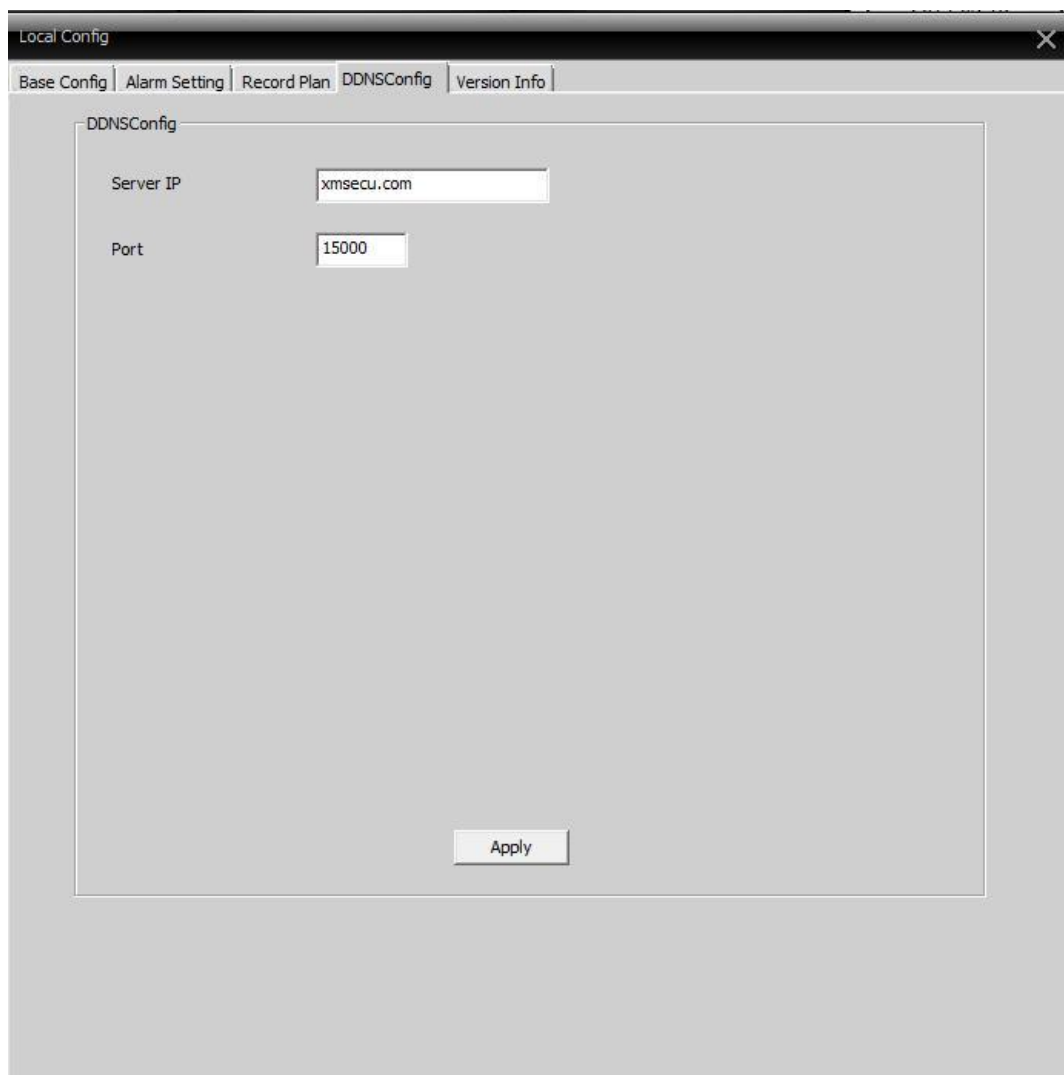 Local Config
Base Config Alarm Setting Record Plan DDNSConfig Version Info
DDNSConfig
Server IP xmsecu.com
Port 15000
Apply